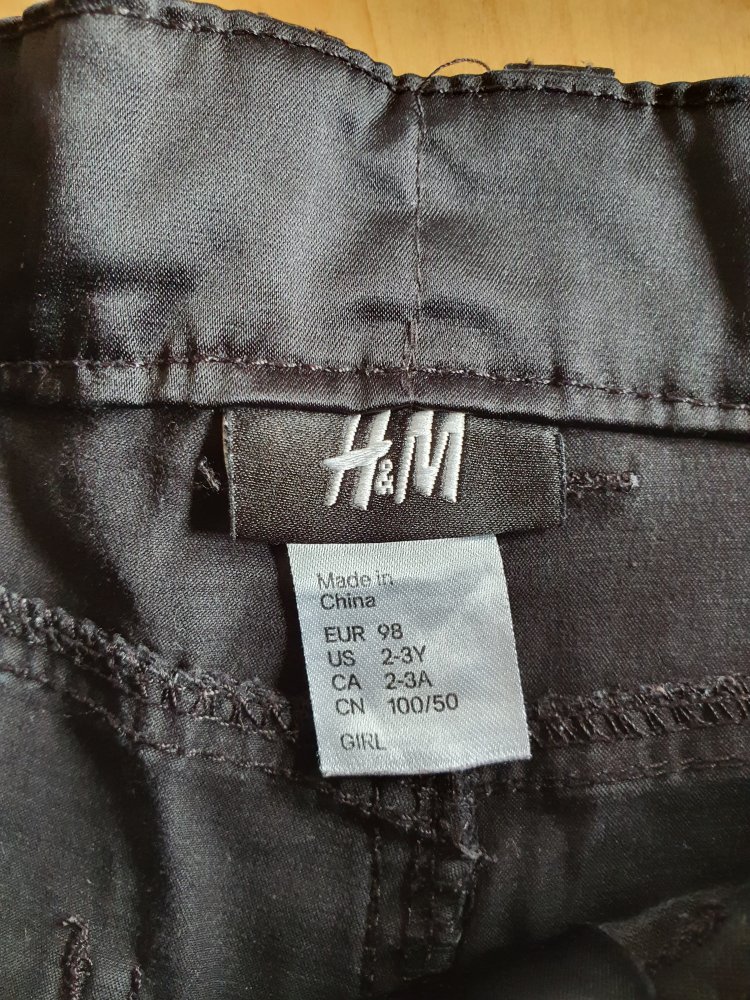 H&M
Made in
China
EUR 98
US 2-3Y
CA 2-3A
CN 100/50
GIRL